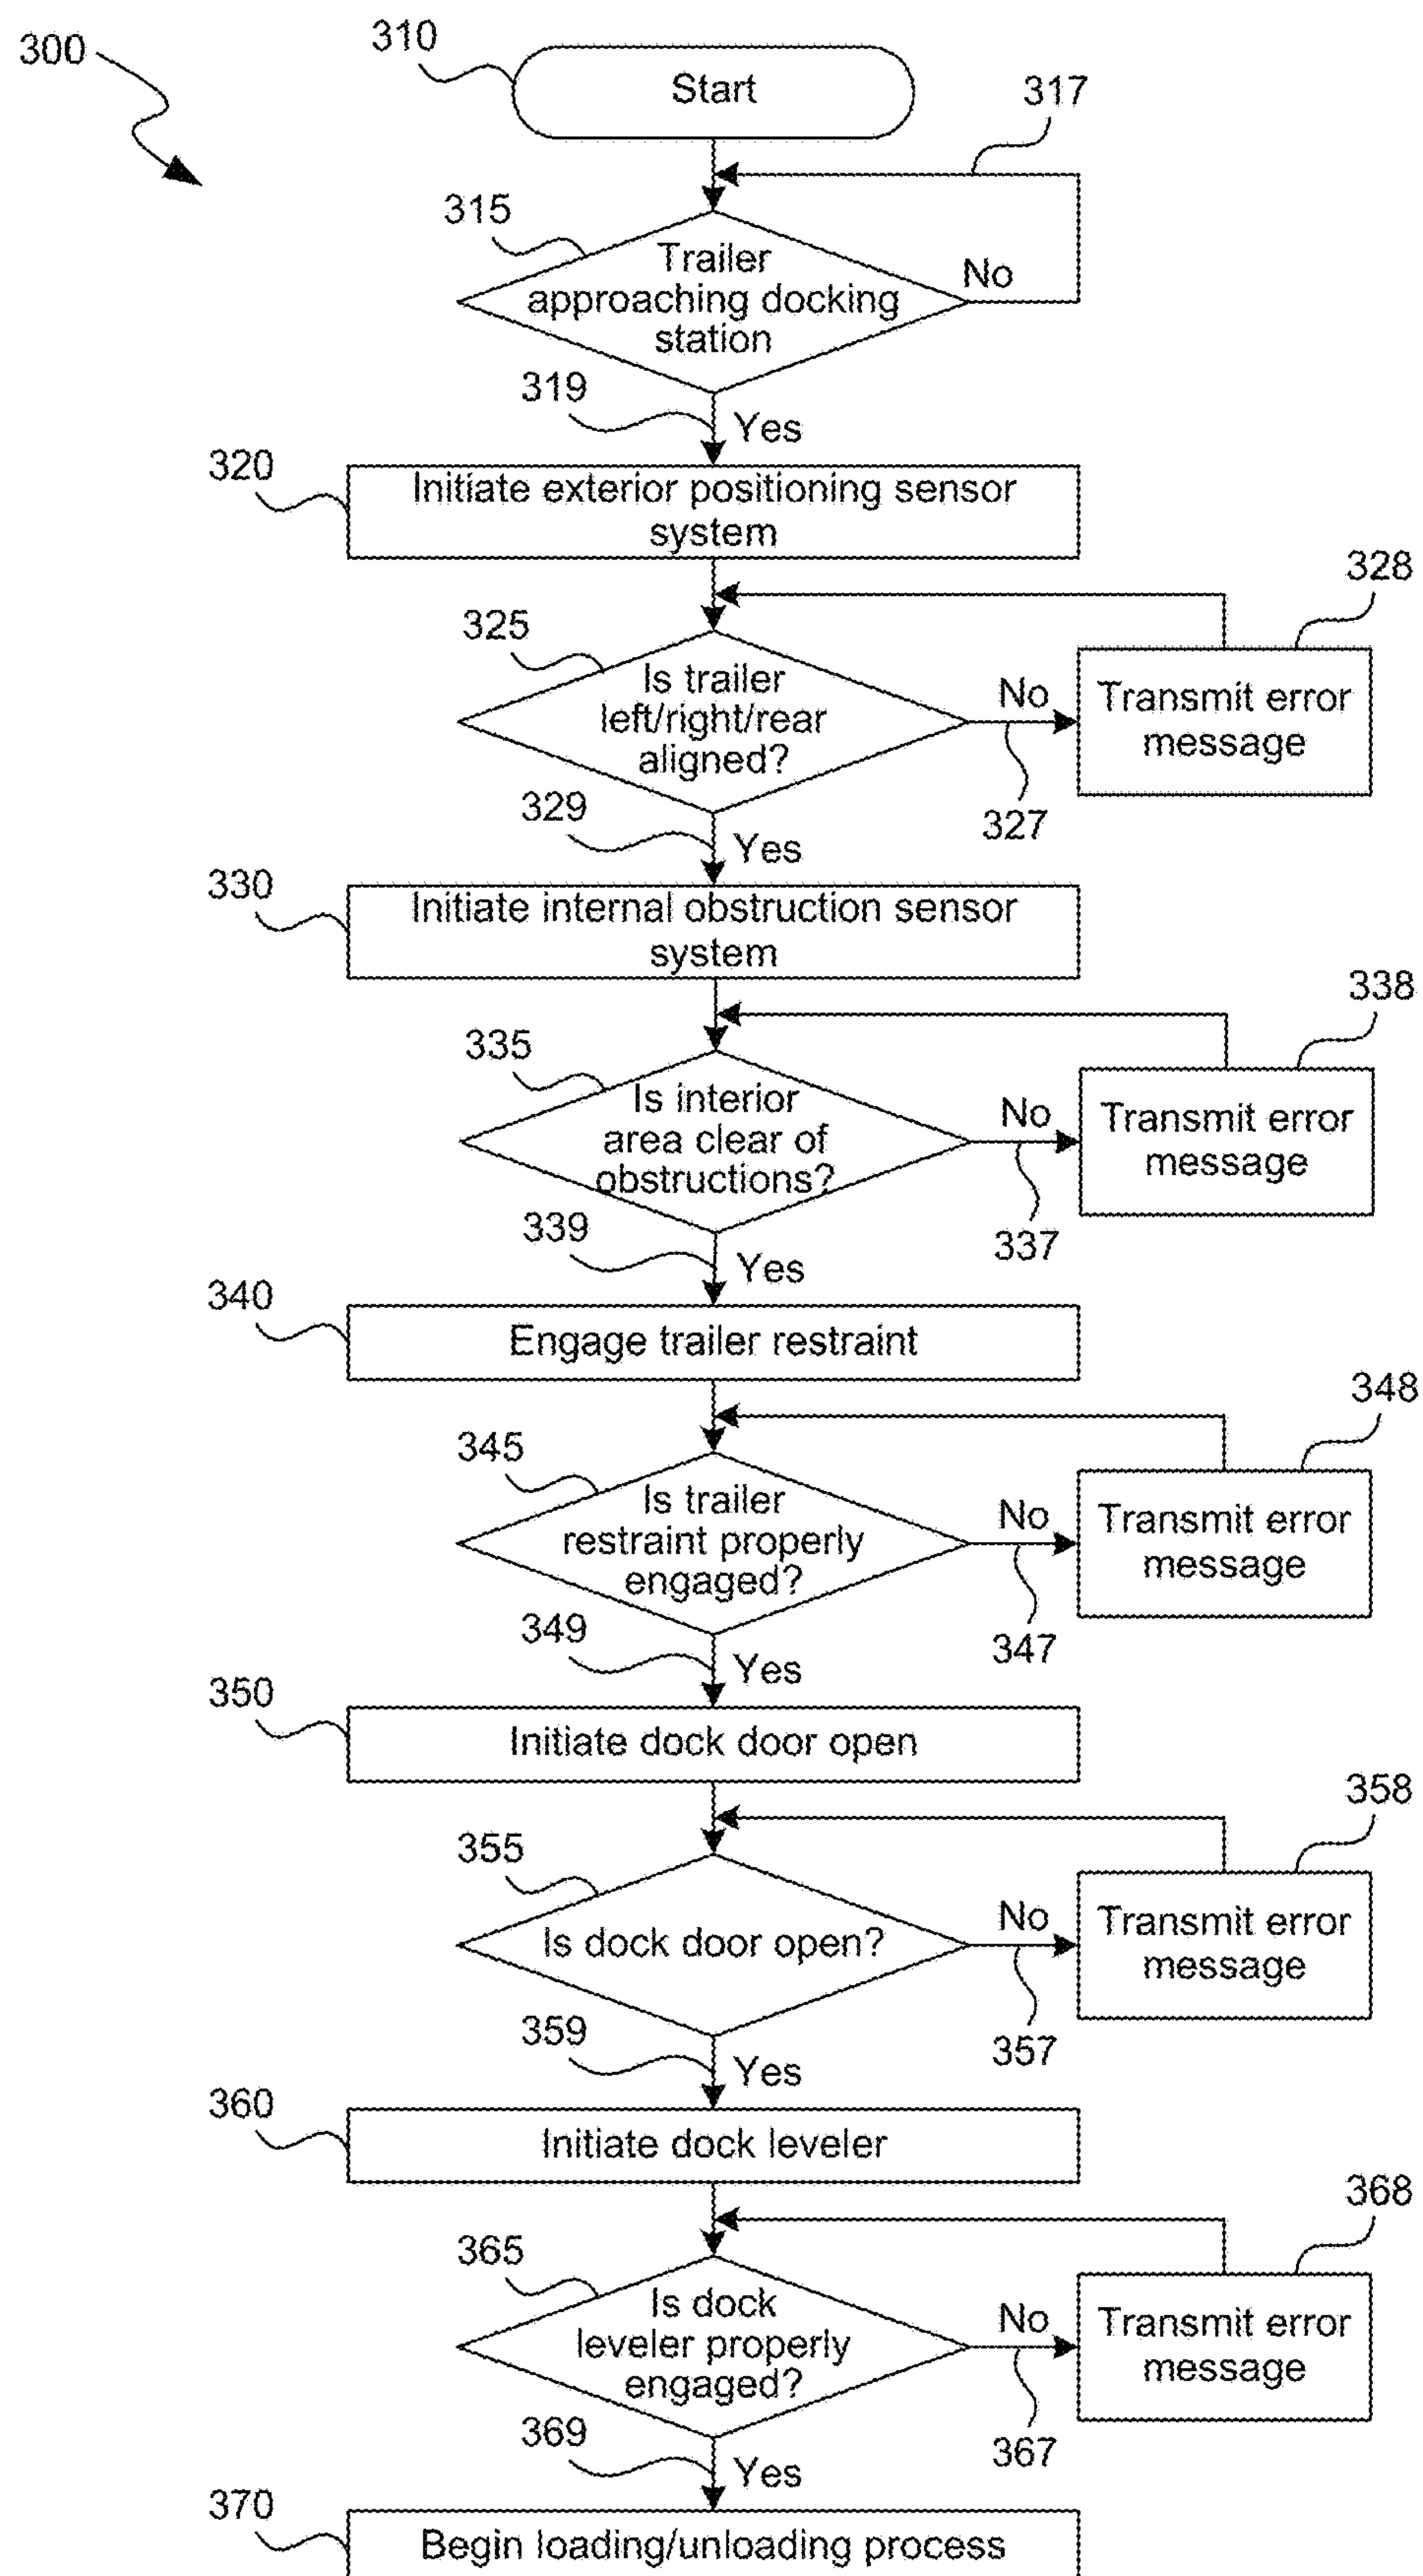 300
310
Start
317
315
Trailer
approaching docking
station
No
319
Yes
320
Initiate exterior positioning sensor
system
328
325
Is trailer
left/right/rear
aligned?
No
Transmit error
message
327
329
Yes
330
Initiate internal obstruction sensor
system
338
335
Is interior
area clear of
obstructions?
No
Transmit error
message
337
339
Yes
340
Engage trailer restraint
348
345
Is trailer
restraint properly
engaged?
No
Transmit error
message
347
349
Yes
350
Initiate dock door open
358
355
Is dock door open?
No
Transmit error
message
357
359
Yes
360
Initiate dock leveler
368
365
Is dock
leveler properly
engaged?
No
Transmit error
message
367
369
Yes
370
Begin loading/unloading process